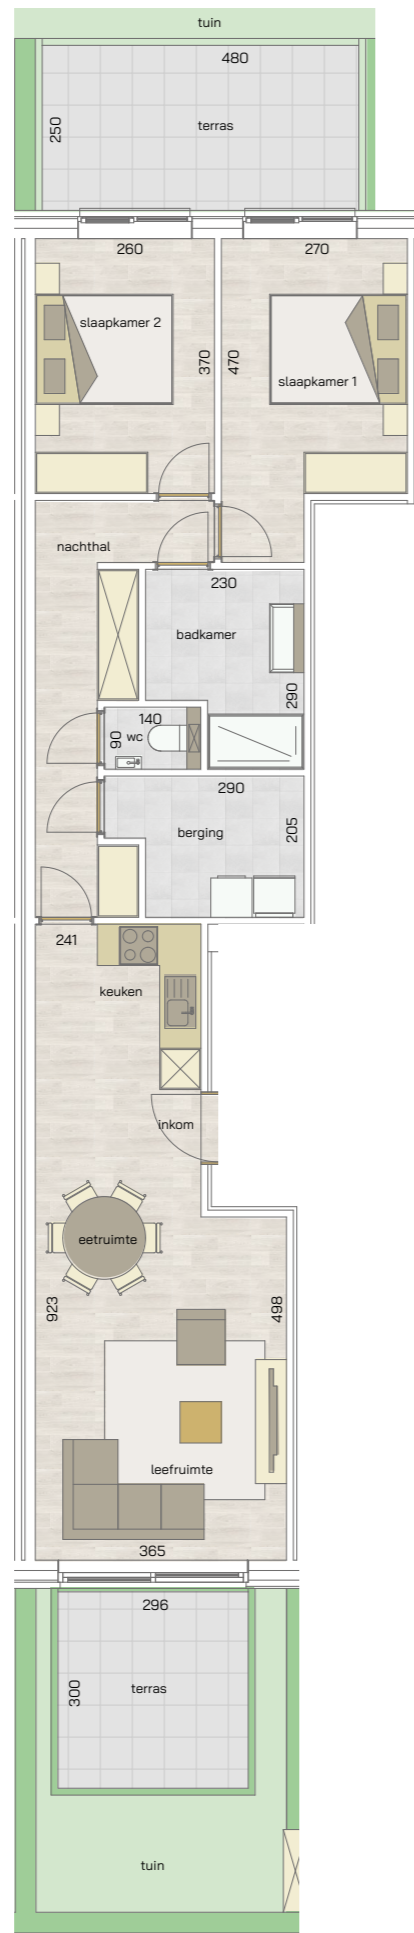 tuin
480
250
terras
260
270
slaapkamer 2
370
470
slaapkamer 1
nachthal
230
badkamer
290
140
90
wc
290
berging
205
241
keuken
inkom
eetruimte
923
498
leefruimte
365
296
300
terras
tuin